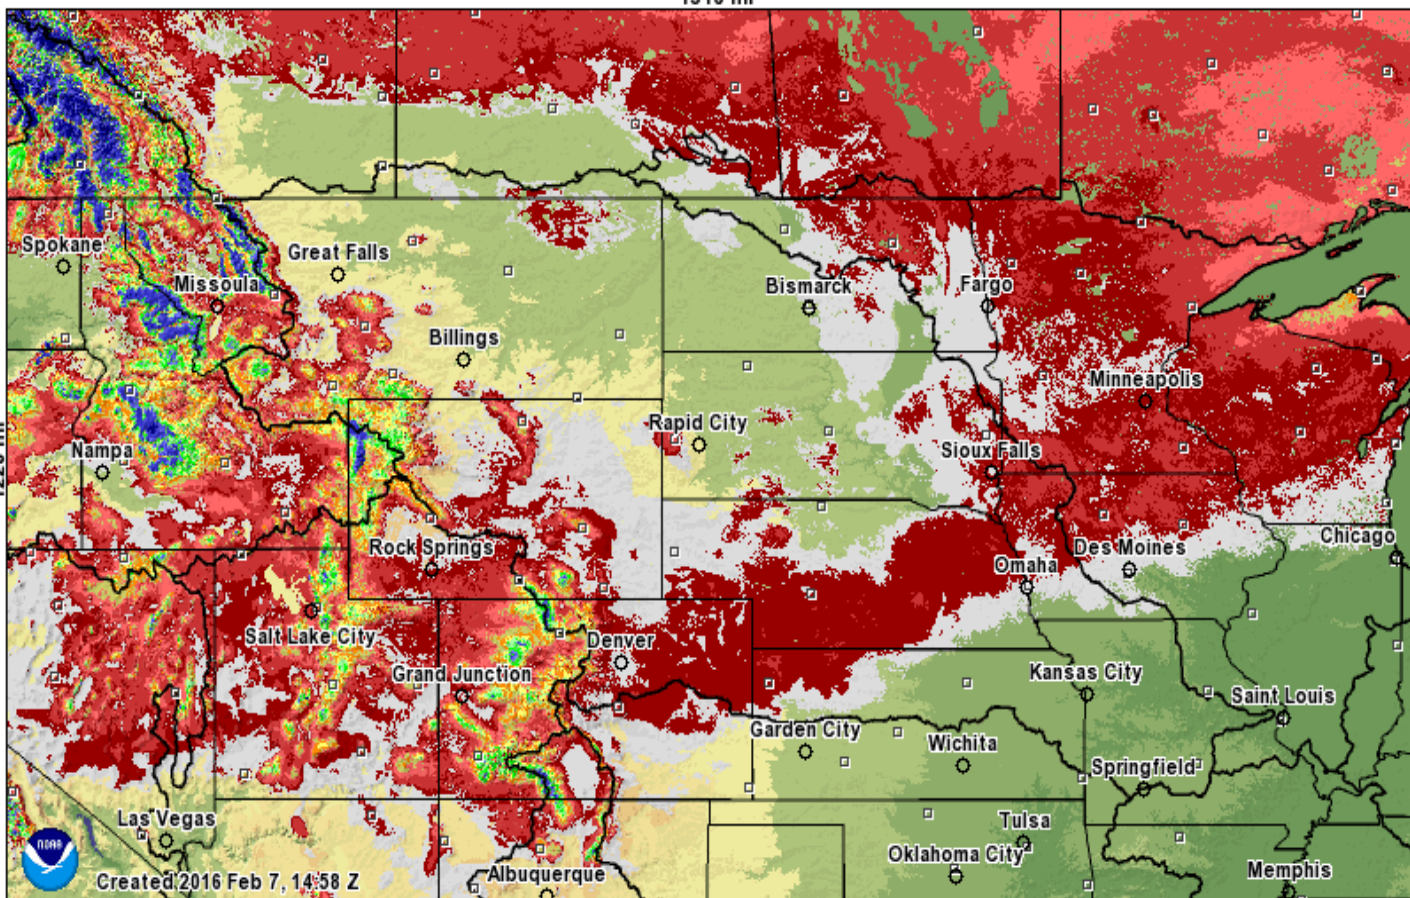 Spokane
Great Falls
Missoula
Bismarck
Fargo
Billings
Minneapolis
Rapid City
Nampa
Sioux Falls
Rock Springs
Des Moines
Chicago
Omaha
Salt Lake City
Denver
Grand Junction
Kansas City
Saint Louis
Garden City
Wichita
Springfield
Las Vegas
Tulsa
Oklahoma City
Albuquerque
Memphis
NOAA
Created 2016 Feb 7, 14:58 Z